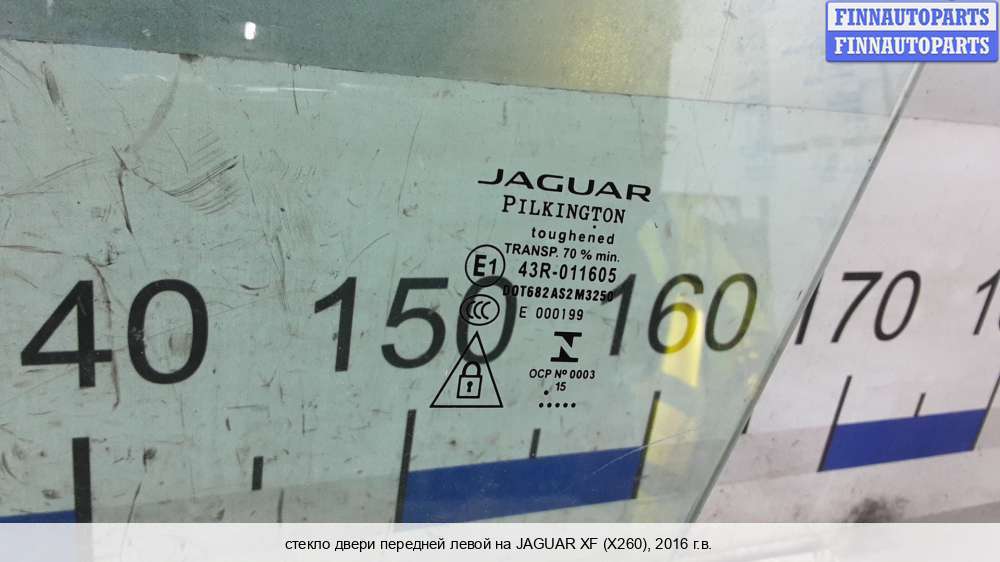 FINNAUTOPARTS
FINNAUTOPARTS
JAGUAR
PILKINGTON
toughened
TRANSP. 70 % min.
E1 43R-011605
DOT682AS2M3250
CCC E 000199
OCP Nº 0003
15
40 150 160 170
стекло двери передней левой на JAGUAR XF (X260), 2016 г.в.